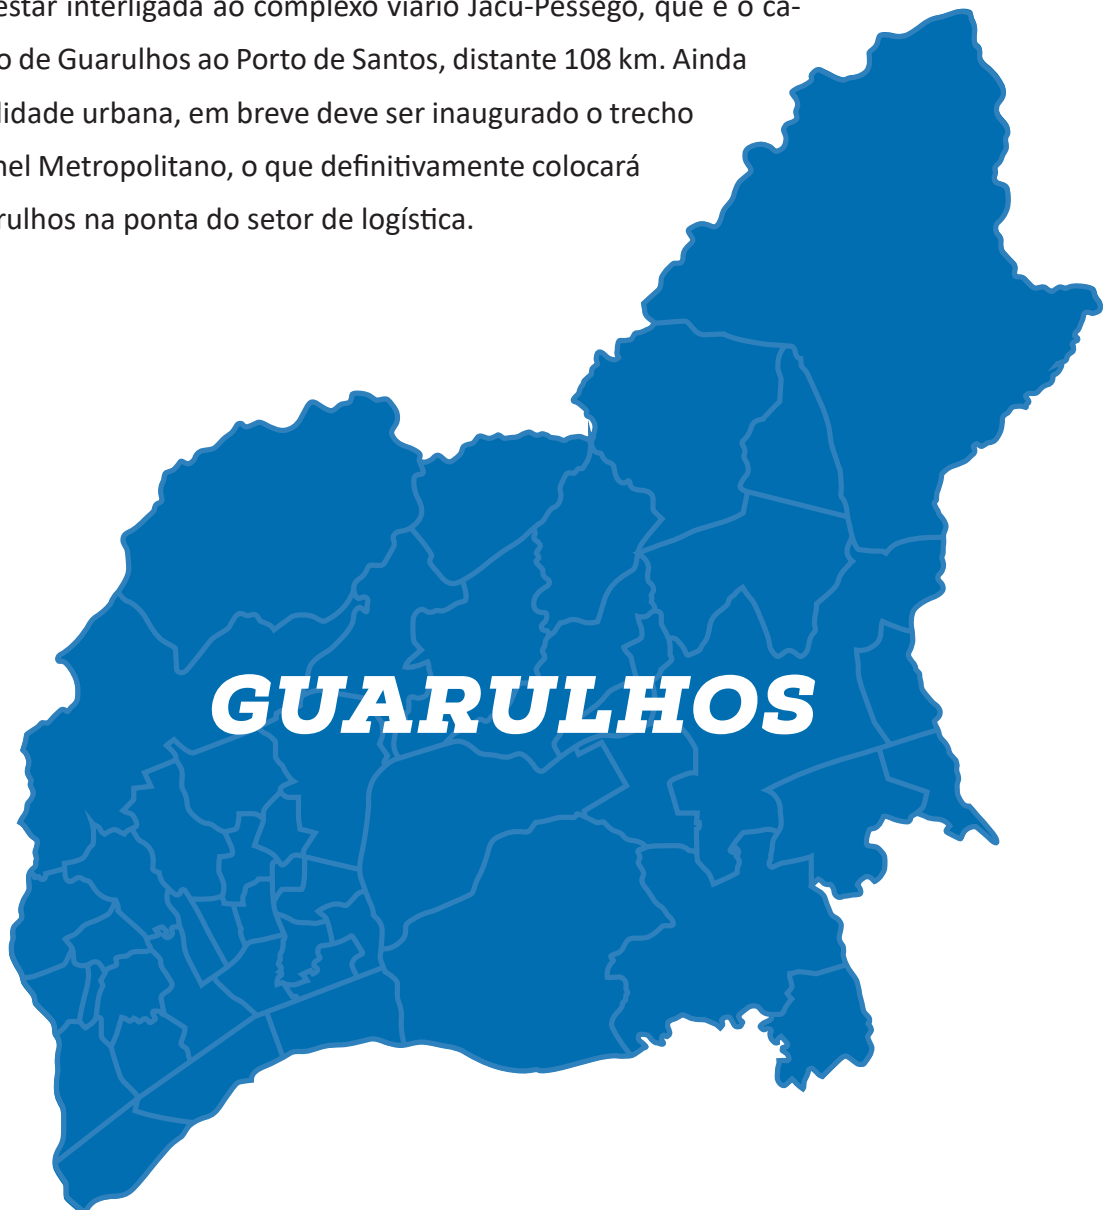 estar interligada ao complexo viário Jacu-Pêssego, que é o ca-
o de Guarulhos ao Porto de Santos, distante 108 km. Ainda
lidade urbana, em breve deve ser inaugurado o trecho
nel Metropolitano, o que definitivamente colocará
rulhos na ponta do setor de logística.
GUARULHOS